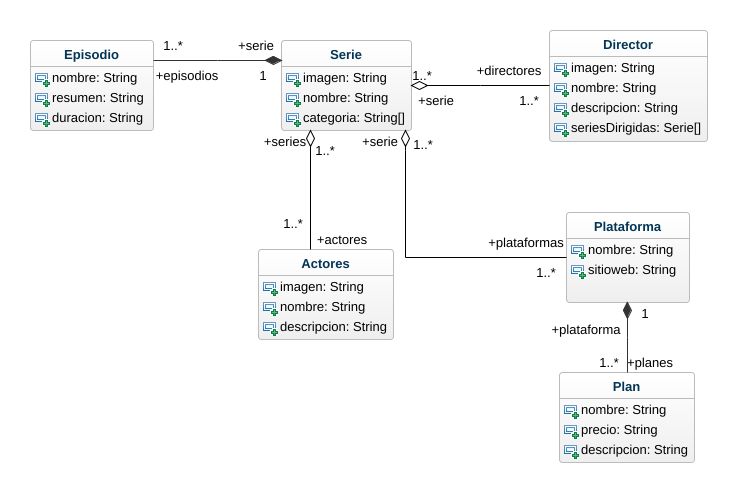 Episodio
nombre: String
resumen: String
duracion: String
1..*
+episodios
+serie
1
Serie
imagen: String
nombre: String
categoria: String[]
1..*
+serie
+directores
1..*
Director
imagen: String
nombre: String
descripcion: String
seriesDirigidas: Serie[]
+series
1..*
1..*
+actores
Actores
imagen: String
nombre: String
descripcion: String
+serie
1..*
+plataformas
1..*
Plataforma
nombre: String
sitioweb: String
1
+plataforma
1..*
+planes
Plan
nombre: String
precio: String
descripcion: String